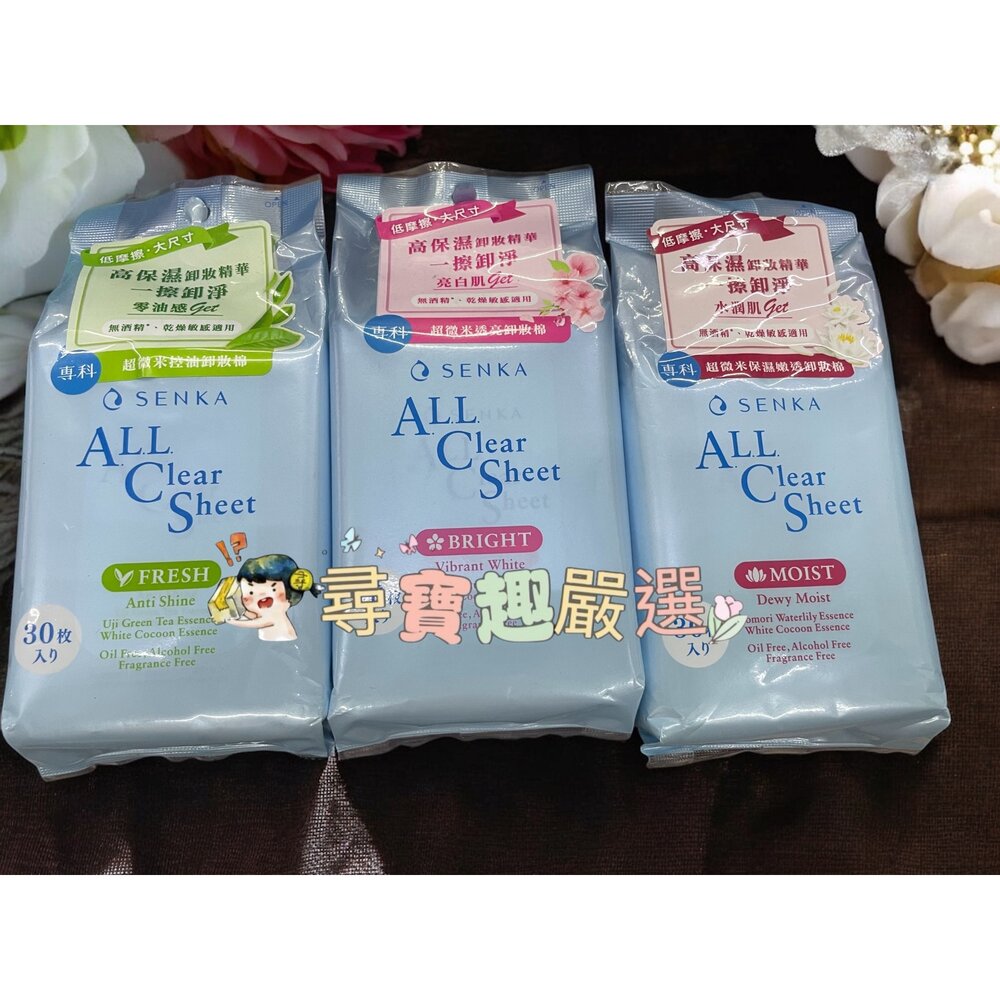 OPEN
低摩擦・大尺寸
高保濕卸妝精華
一擦卸淨
零油感Get
無酒精*、乾燥敏感適用
専科
超微米控油卸妝棉
SENKA
A.L.L.
Clear
Sheet
FRESH
Anti Shine
Uji Green Tea Essence
White Cocoon Essence
Oil Free, Alcohol Free
Fragrance Free
30枚
入り
低摩擦・大尺寸
高保濕卸妝精華
一擦卸淨
亮白肌Get
無酒精*、乾燥敏感適用
専科
超微米透亮卸妝棉
SENKA
A.L.L.
Clear
Sheet
BRIGHT
Vibrant White
低摩擦・大尺寸
高保濕卸妝精華
一擦卸淨
水潤肌Get
無酒精*、乾燥敏感適用
専科
超微米保濕嫩透卸妝棉
SENKA
A.L.L.
Clear
Sheet
MOIST
Dewy Moist
Waterlily Essence
White Cocoon Essence
Oil Free, Alcohol Free
Fragrance Free
入り
!?
尋
尋寶趣嚴選